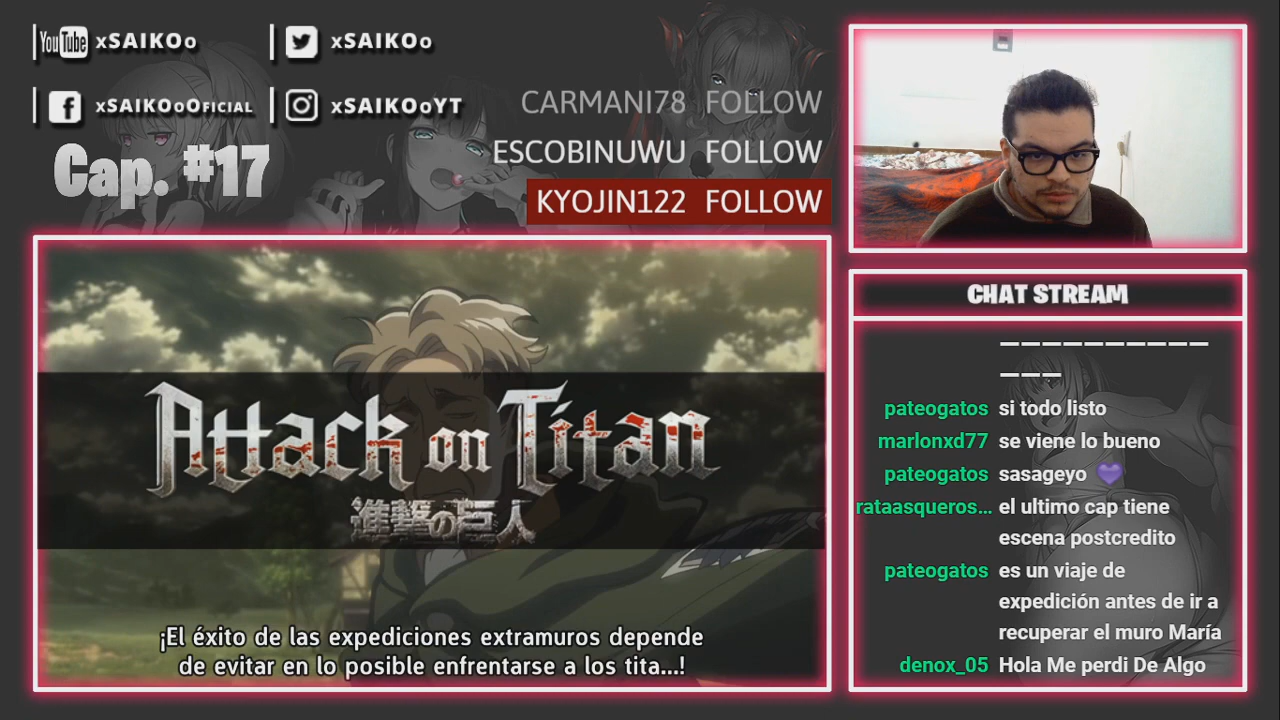 YouTube xSAIKOo
xSAIKOo
xSAIKOoOFICIAL
xSAIKOoYT
CARMANI78 FOLLOW
ESCOBINUWU FOLLOW
KYOJIN122 FOLLOW
Cap. #17
Attack on Titan
進撃の巨人
¡El éxito de las expediciones extramuros depende
de evitar en lo posible enfrentarse a los tita...!
CHAT STREAM
pateogatos si todo listo
marlonxd77 se viene lo bueno
pateogatos sasageyo 💜
rataasqueros... el ultimo cap tiene
escena postcredito
pateogatos es un viaje de
expedición antes de ir a
recuperar el muro María
denox_05 Hola Me perdi De Algo